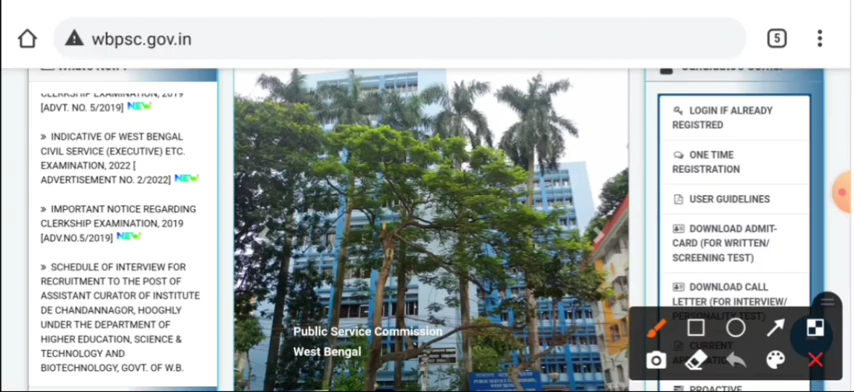 wbpsc.gov.in
5
CLERKSHIP EXAMINATION, 2019
[ADVT. NO. 5/2019] NEW
» INDICATIVE OF WEST BENGAL
CIVIL SERVICE (EXECUTIVE) ETC.
EXAMINATION, 2022 [
ADVERTISEMENT NO. 2/2022] NEW
» IMPORTANT NOTICE REGARDING
CLERKSHIP EXAMINATION, 2019
[ADV.NO.5/2019] NEW
» SCHEDULE OF INTERVIEW FOR
RECRUITMENT TO THE POST OF
ASSISTANT CURATOR OF INSTITUTE
DE CHANDANNAGOR, HOOGHLY
UNDER THE DEPARTMENT OF
HIGHER EDUCATION, SCIENCE &
TECHNOLOGY AND
BIOTECHNOLOGY, GOVT. OF W.B.
Public Service Commission
West Bengal
LOGIN IF ALREADY
REGISTRED
ONE TIME
REGISTRATION
USER GUIDELINES
DOWNLOAD ADMIT-
CARD (FOR WRITTEN/
SCREENING TEST)
DOWNLOAD CALL
LETTER (FOR INTERVIEW/
PERSONALITY TEST)
CURRENT
PROACTIVE